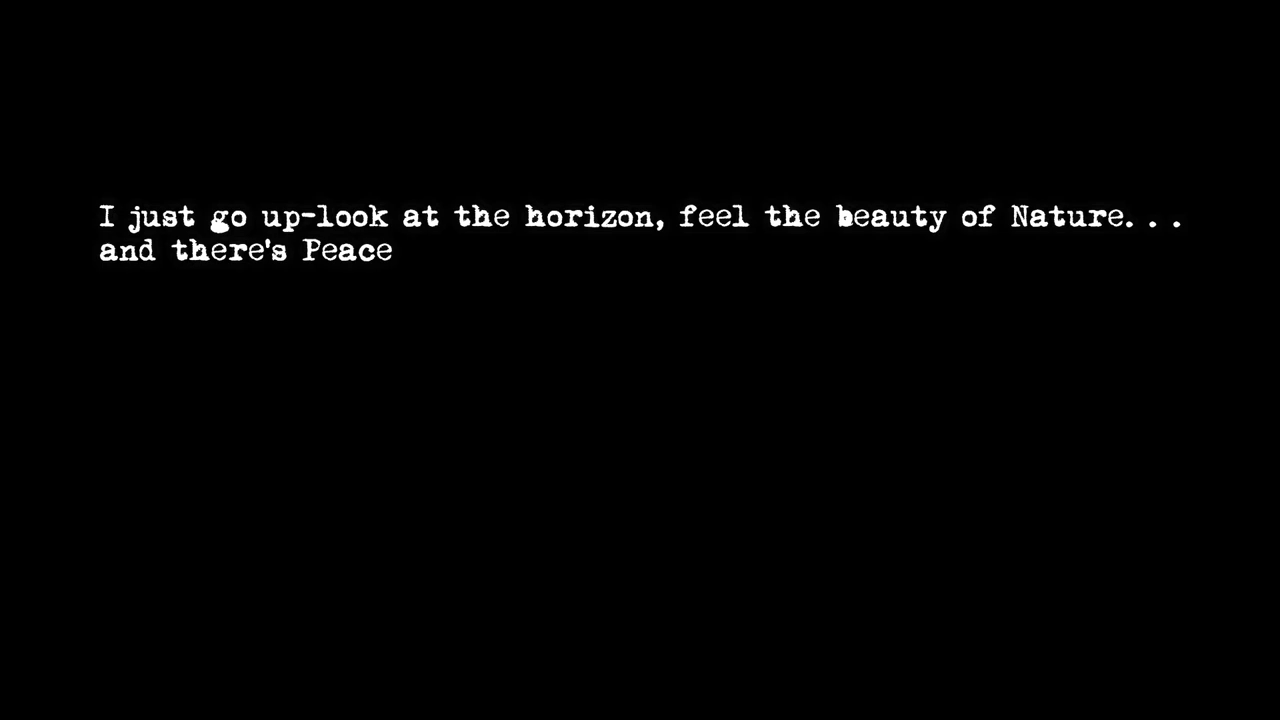 I just go up-look at the horizon, feel the beauty of Nature...
and there's Peace